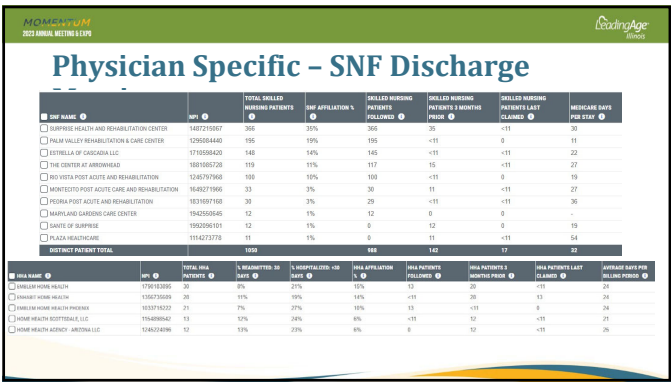 MOMENTUM
2023 ANNUAL MEETING & EXPO
LeadingAge
Illinois
Physician Specific – SNF Discharge
SNF NAME NPI TOTAL SKILLED NURSING PATIENTS SNF AFFILIATION % SKILLED NURSING PATIENTS FOLLOWED SKILLED NURSING PATIENTS 3 MONTHS PRIOR SKILLED NURSING PATIENTS LAST CLAIMED MEDICARE DAYS PER STAY
SURPRISE HEALTH AND REHABILITATION CENTER 1487215867 366 35% 366 35 <11 30
PALM VALLEY REHABILITATION & CARE CENTER 1295084440 195 19% 195 <11 0 11
ESTRELLA OF CASCADIA LLC 1710598420 148 14% 145 <11 <11 22
THE CENTER AT ARROWHEAD 1881085728 119 11% 117 15 <11 27
RIO VISTA POST ACUTE AND REHABILITATION 1245797968 100 10% 100 <11 0 19
MONTECITO POST ACUTE CARE AND REHABILITATION 1649271966 33 3% 30 11 <11 27
PEORIA POST ACUTE AND REHABILITATION 1831697168 30 3% 29 <11 <11 36
MARYLAND GARDENS CARE CENTER 1942550645 12 1% 12 0 0 -
SANTE OF SURPRISE 1992096101 12 1% 0 12 0 19
PLAZA HEALTHCARE 1114273778 11 1% 0 11 <11 54
DISTINCT PATIENT TOTAL 1050 988 142 17 32
HHA NAME NPI TOTAL HHA PATIENTS % READMITTED: 30 DAYS % HOSPITALIZED: <30 DAYS HHA AFFILIATION % HHA PATIENTS FOLLOWED HHA PATIENTS 3 MONTHS PRIOR HHA PATIENTS LAST CLAIMED AVERAGE DAYS PER BILLING PERIOD
EMBLEM HOME HEALTH 1790183095 30 8% 21% 15% 13 20 <11 24
ENHABIT HOME HEALTH 1306735609 28 11% 19% 14% <11 28 13 24
EMBLEM HOME HEALTH PHOENIX 1033719222 21 7% 27% 10% 13 <11 0 24
HOME HEALTH SCOTTSDALE, LLC 1164898542 13 12% 24% 6% <11 12 <11 21
HOME HEALTH AGENCY - ARIZONA LLC 1245224096 12 13% 23% 6% 0 12 <11 25